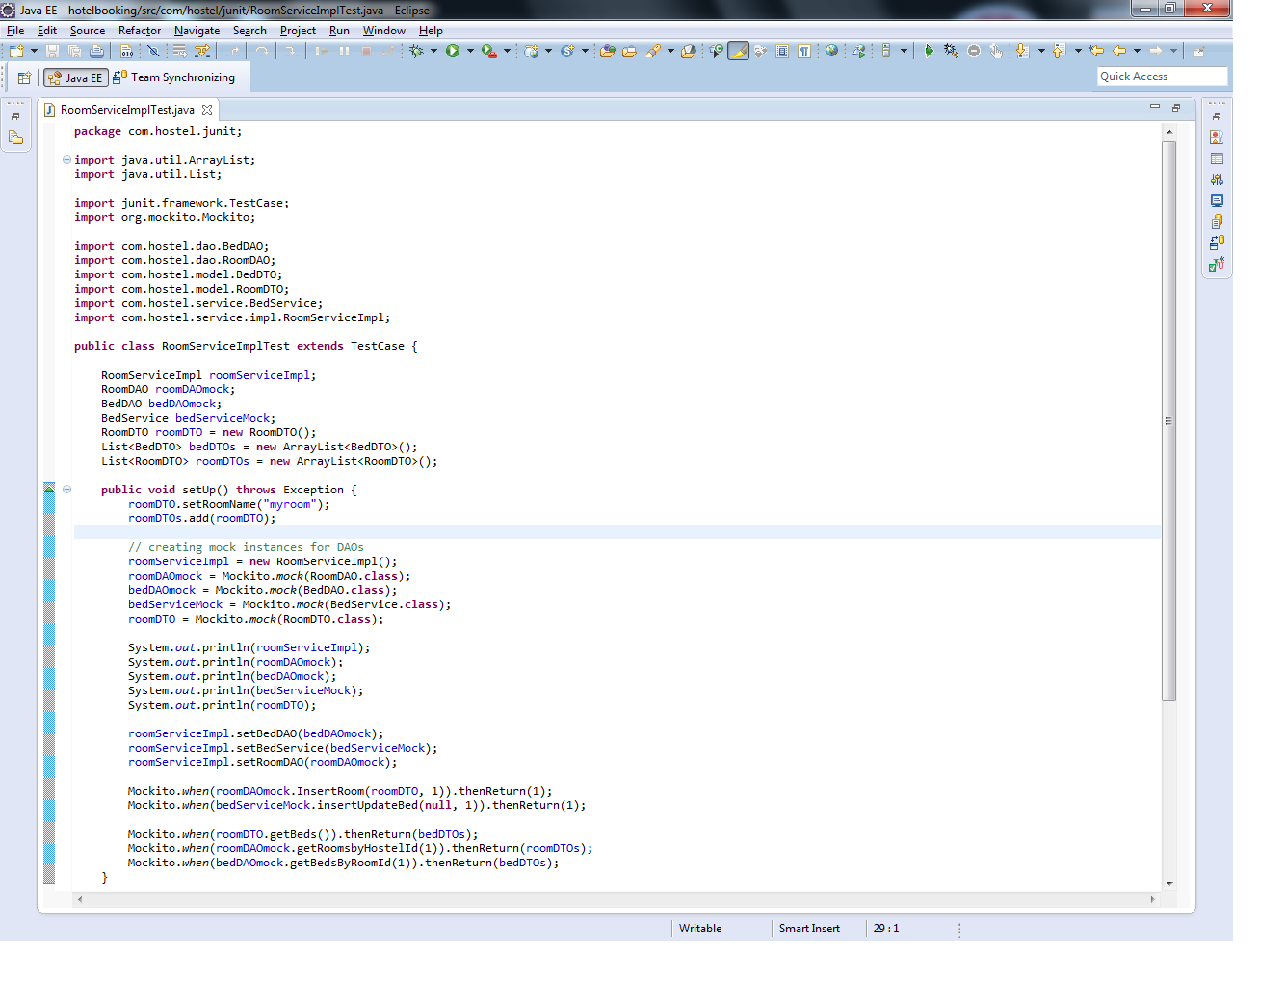 Java EE - hotelbooking/src/com/hostel/junit/RoomServiceImplTest.java - Eclipse
File Edit Source Refactor Navigate Search Project Run Window Help
Java EE Team Synchronizing Quick Access
RoomServiceImplTest.java
package com.hostel.junit;
import java.util.ArrayList;
import java.util.List;
import junit.framework.TestCase;
import org.mockito.Mockito;
import com.hostel.dao.BedDAO;
import com.hostel.dao.RoomDAO;
import com.hostel.model.BedDTO;
import com.hostel.model.RoomDTO;
import com.hostel.service.BedService;
import com.hostel.service.impl.RoomServiceImpl;
public class RoomServiceImplTest extends TestCase {
RoomServiceImpl roomServiceImpl;
RoomDAO roomDAOmock;
BedDAO bedDAOmock;
BedService bedServiceMock;
RoomDTO roomDTO = new RoomDTO();
List<BedDTO> bedDTOs = new ArrayList<BedDTO>();
List<RoomDTO> roomDTOs = new ArrayList<RoomDTO>();
public void setUp() throws Exception {
roomDTO.setRoomName("myroom");
roomDTOs.add(roomDTO);
// creating mock instances for DAOs
roomServiceImpl = new RoomServiceImpl();
roomDAOmock = Mockito.mock(RoomDAO.class);
bedDAOmock = Mockito.mock(BedDAO.class);
bedServiceMock = Mockito.mock(BedService.class);
roomDTO = Mockito.mock(RoomDTO.class);
System.out.println(roomServiceImpl);
System.out.println(roomDAOmock);
System.out.println(bedDAOmock);
System.out.println(bedServiceMock);
System.out.println(roomDTO);
roomServiceImpl.setBedDAO(bedDAOmock);
roomServiceImpl.setBedService(bedServiceMock);
roomServiceImpl.setRoomDAO(roomDAOmock);
Mockito.when(roomDAOmock.InsertRoom(roomDTO, 1)).thenReturn(1);
Mockito.when(bedServiceMock.insertUpdateBed(null, 1)).thenReturn(1);
Mockito.when(roomDTO.getBeds()).thenReturn(bedDTOs);
Mockito.when(roomDAOmock.getRoomsbyHostelId(1)).thenReturn(roomDTOs);
Mockito.when(bedDAOmock.getBedsByRoomId(1)).thenReturn(bedDTOs);
}
Writable Smart Insert 29 : 1